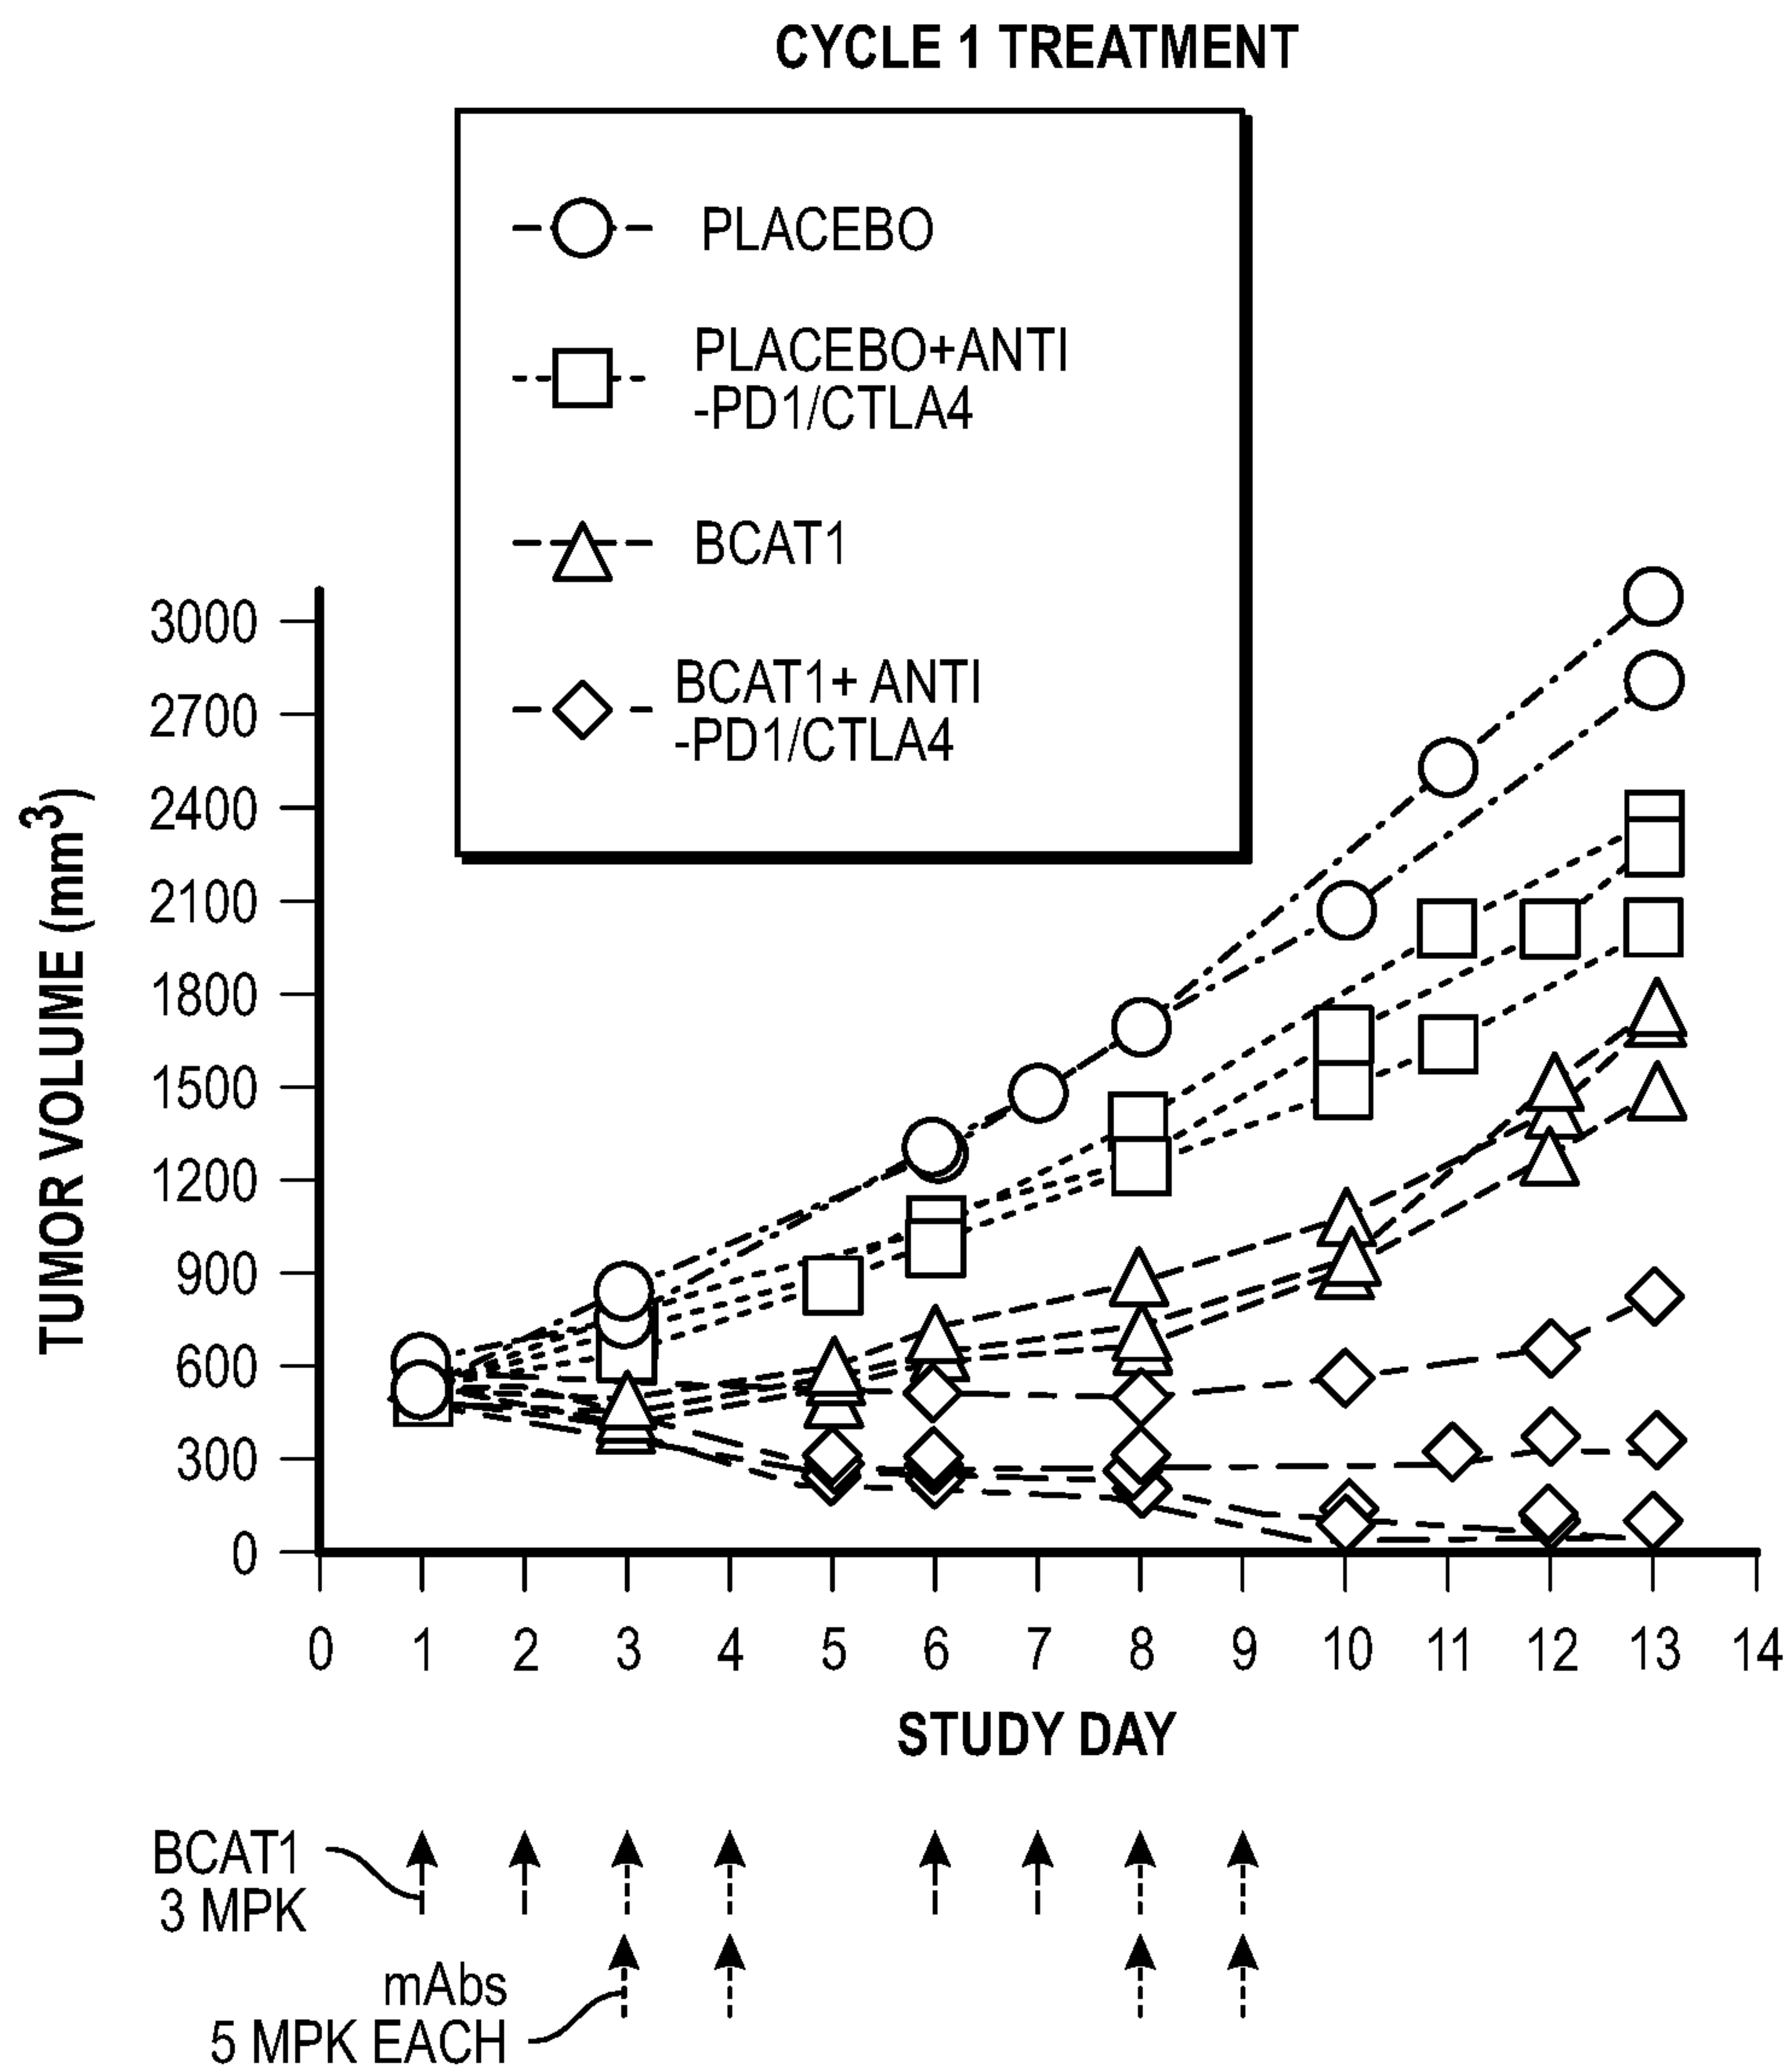 CYCLE 1 TREATMENT
PLACEBO
PLACEBO+ANTI
-PD1/CTLA4
BCAT1
BCAT1+ ANTI
-PD1/CTLA4
TUMOR VOLUME (mm³)
3000
2700
2400
2100
1800
1500
1200
900
600
300
0
0 1 2 3 4 5 6 7 8 9 10 11 12 13 14
STUDY DAY
BCAT1
3 MPK
mAbs
5 MPK EACH